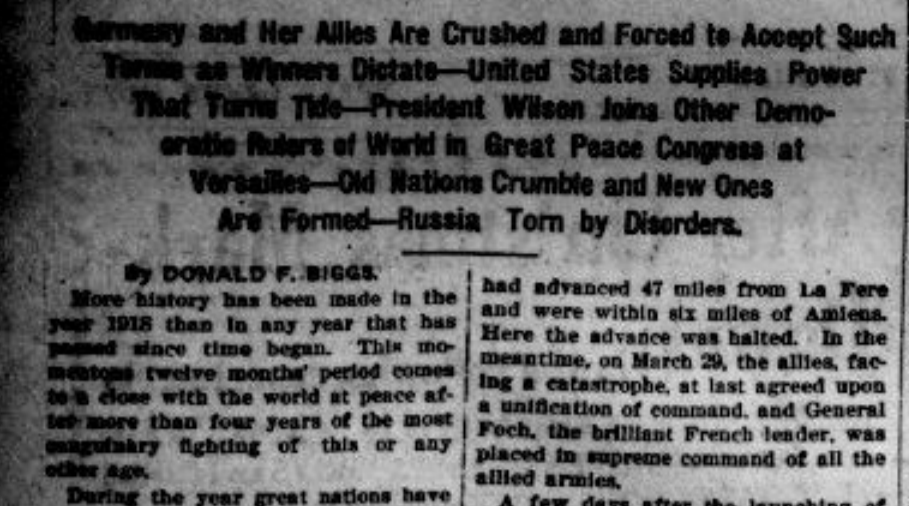 Germany and Her Allies Are Crushed and Forced to Accept Such
Terms as Winners Dictate—United States Supplies Power
That Turns Tide—President Wilson Joins Other Demo-
cratic Rulers of World in Great Peace Congress at
Versailles—Old Nations Crumble and New Ones
Are Formed—Russia Torn by Disorders.
By DONALD F. BIGGS.
More history has been made in the
year 1918 than in any year that has
passed since time began. This mo-
mentous twelve months' period comes
to a close with the world at peace af-
ter more than four years of the most
sanguinary fighting of this or any
other age.
During the year great nations have
had advanced 47 miles from La Fere
and were within six miles of Amiens.
Here the advance was halted. In the
meantime, on March 29, the allies, fac-
ing a catastrophe, at last agreed upon
a unification of command, and General
Foch, the brilliant French leader, was
placed in supreme command of all the
allied armies.
A few days after the launching of